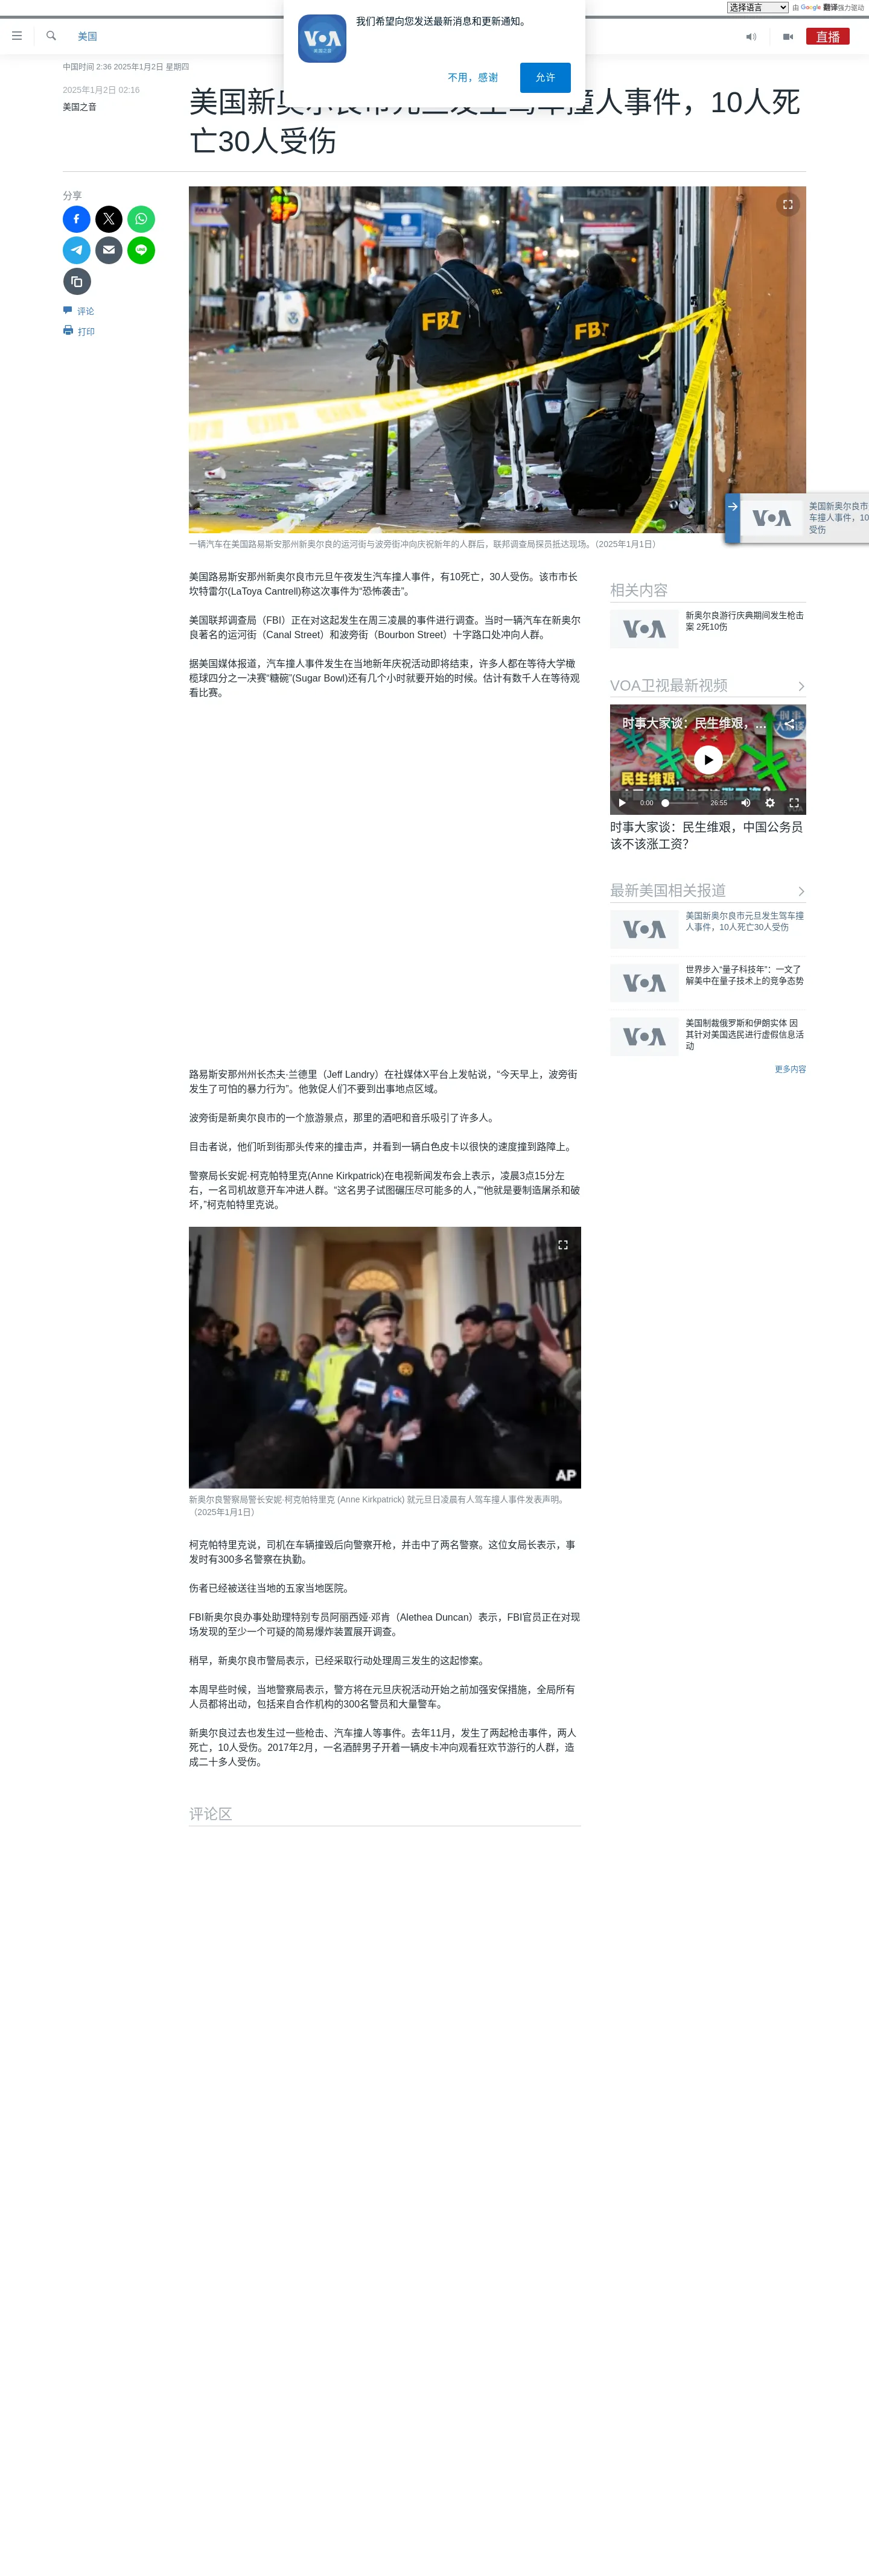 选择语言 由 Google 翻译强力驱动
我们希望向您发送最新消息和更新通知。
VOA
美国之音
不用，感谢 允许
美国
直播
中国时间 2:36 2025年1月2日 星期四
2025年1月2日 02:16
美国之音
美国新奥尔良市元旦发生驾车撞人事件，10人死
亡30人受伤
分享
评论
打印
FBI
FBI
一辆汽车在美国路易斯安那州新奥尔良的运河街与波旁街冲向庆祝新年的人群后，联邦调查局探员抵达现场。（2025年1月1日）
VOA
美国新奥尔良市
车撞人事件，10
受伤
美国路易斯安那州新奥尔良市元旦午夜发生汽车撞人事件，有10死亡，30人受伤。该市市长
坎特雷尔(LaToya Cantrell)称这次事件为“恐怖袭击”。
美国联邦调查局（FBI）正在对这起发生在周三凌晨的事件进行调查。当时一辆汽车在新奥尔
良著名的运河街（Canal Street）和波旁街（Bourbon Street）十字路口处冲向人群。
据美国媒体报道，汽车撞人事件发生在当地新年庆祝活动即将结束，许多人都在等待大学橄
榄球四分之一决赛“糖碗”(Sugar Bowl)还有几个小时就要开始的时候。估计有数千人在等待观
看比赛。
相关内容
VOA
新奥尔良游行庆典期间发生枪击
案 2死10伤
VOA卫视最新视频
时事大家谈：民生维艰，...
时事
大家谈
民生维艰，
中国公务员该不该涨工资?
0:00 26:55
时事大家谈：民生维艰，中国公务员
该不该涨工资？
最新美国相关报道
VOA
美国新奥尔良市元旦发生驾车撞
人事件，10人死亡30人受伤
VOA
世界步入“量子科技年”：一文了
解美中在量子技术上的竞争态势
VOA
美国制裁俄罗斯和伊朗实体 因
其针对美国选民进行虚假信息活
动
更多内容
路易斯安那州州长杰夫·兰德里（Jeff Landry）在社媒体X平台上发帖说，“今天早上，波旁街
发生了可怕的暴力行为”。他敦促人们不要到出事地点区域。
波旁街是新奥尔良市的一个旅游景点，那里的酒吧和音乐吸引了许多人。
目击者说，他们听到街那头传来的撞击声，并看到一辆白色皮卡以很快的速度撞到路障上。
警察局长安妮·柯克帕特里克(Anne Kirkpatrick)在电视新闻发布会上表示，凌晨3点15分左
右，一名司机故意开车冲进人群。“这名男子试图碾压尽可能多的人，”“他就是要制造屠杀和破
坏，”柯克帕特里克说。
AP
新奥尔良警察局警长安妮·柯克帕特里克 (Anne Kirkpatrick) 就元旦日凌晨有人驾车撞人事件发表声明。
（2025年1月1日）
柯克帕特里克说，司机在车辆撞毁后向警察开枪，并击中了两名警察。这位女局长表示，事
发时有300多名警察在执勤。
伤者已经被送往当地的五家当地医院。
FBI新奥尔良办事处助理特别专员阿丽西娅·邓肯（Alethea Duncan）表示，FBI官员正在对现
场发现的至少一个可疑的简易爆炸装置展开调查。
稍早，新奥良市警局表示，已经采取行动处理周三发生的这起惨案。
本周早些时候，当地警察局表示，警方将在元旦庆祝活动开始之前加强安保措施，全局所有
人员都将出动，包括来自合作机构的300名警员和大量警车。
新奥尔良过去也发生过一些枪击、汽车撞人等事件。去年11月，发生了两起枪击事件，两人
死亡，10人受伤。2017年2月，一名酒醉男子开着一辆皮卡冲向观看狂欢节游行的人群，造
成二十多人受伤。
评论区